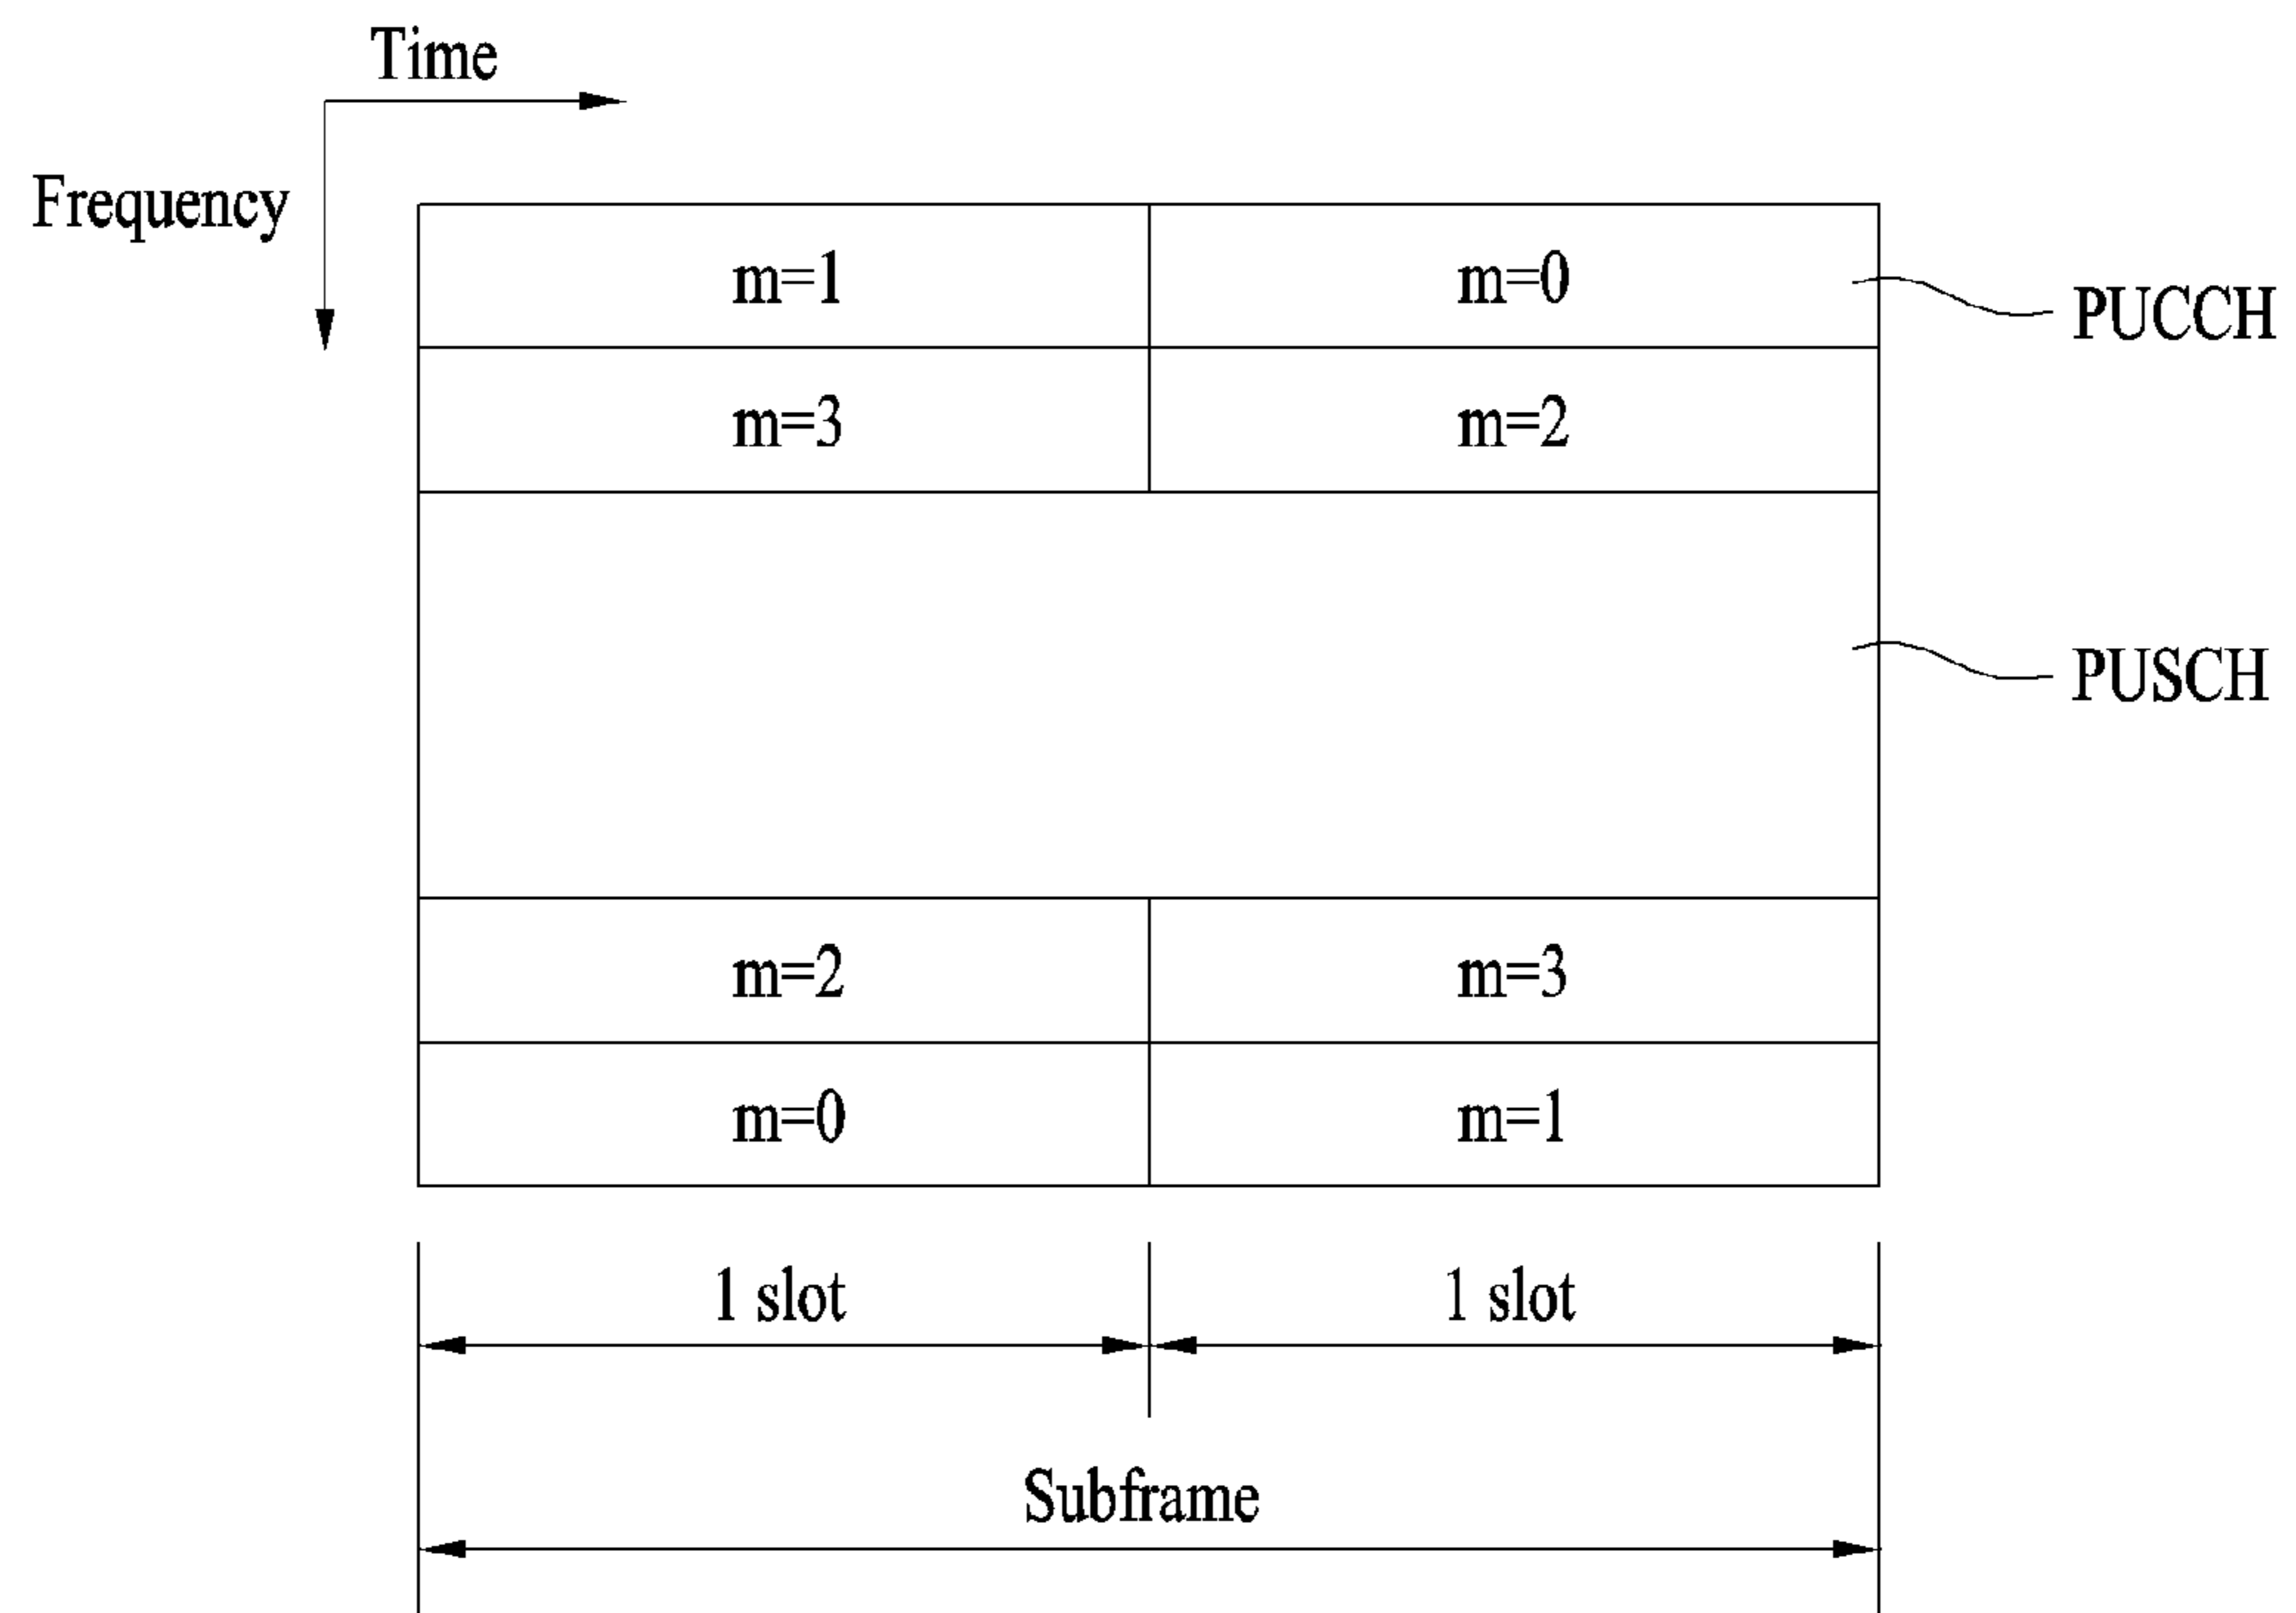 Time
Frequency
m=1 m=0
PUCCH
m=3 m=2
PUSCH
m=2 m=3
m=0 m=1
1 slot 1 slot
Subframe